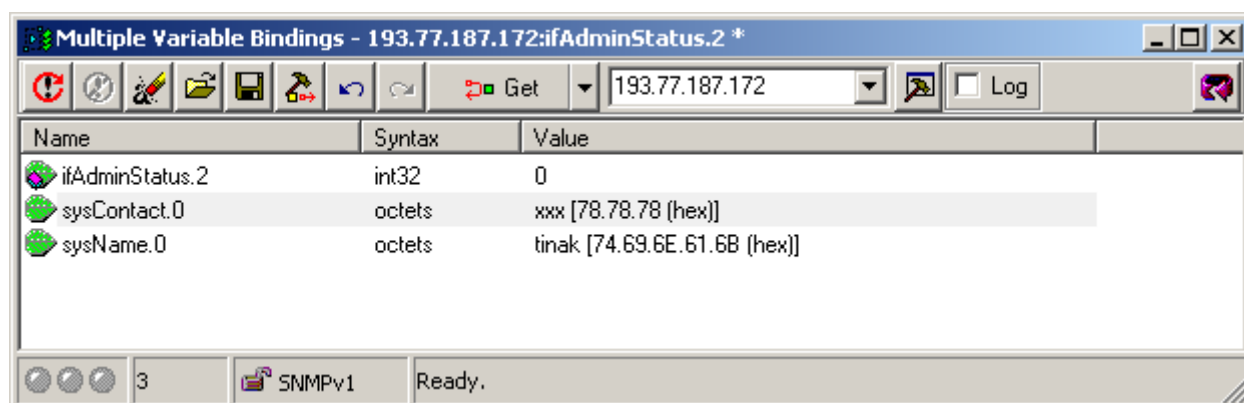 Multiple Variable Bindings - 193.77.187.172:ifAdminStatus.2 *
Get 193.77.187.172 Log
Name Syntax Value
ifAdminStatus.2 int32 0
sysContact.0 octets xxx [78.78.78 (hex)]
sysName.0 octets tinak [74.69.6E.61.6B (hex)]
3 SNMPv1 Ready.